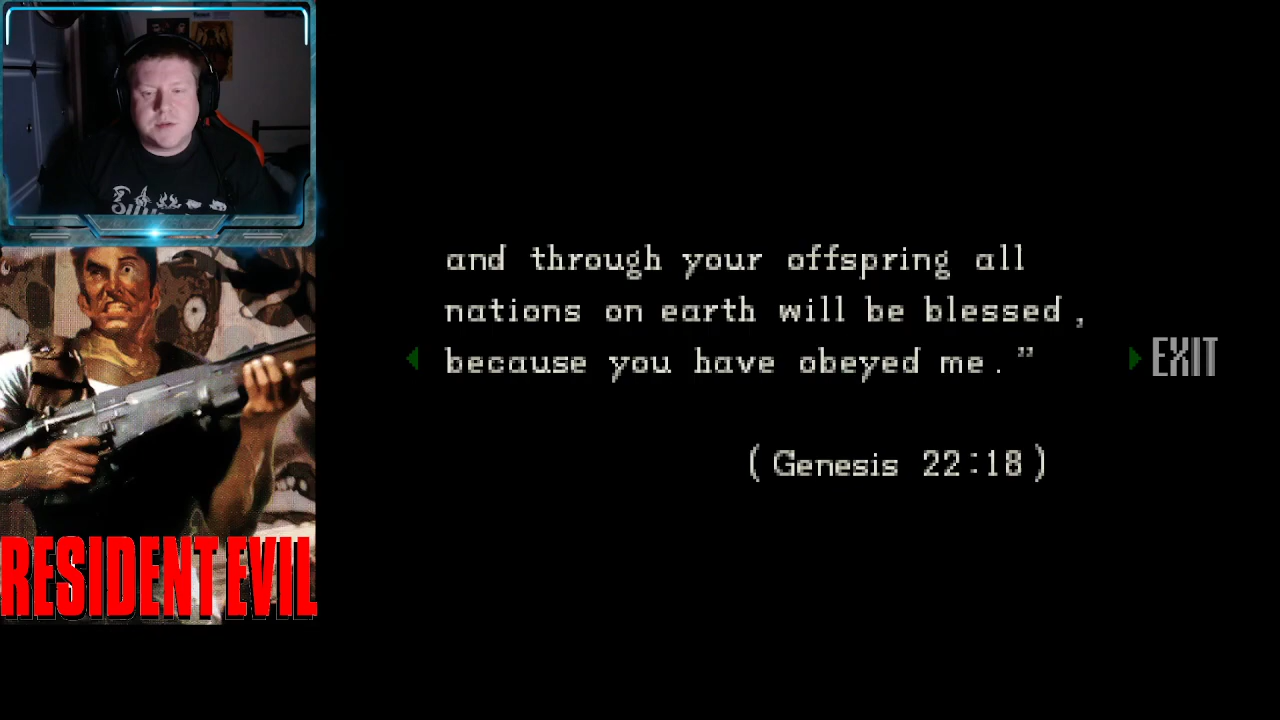 and through your offspring all
nations on earth will be blessed,
because you have obeyed me.”
EXIT
(Genesis 22:18)
RESIDENT EVIL